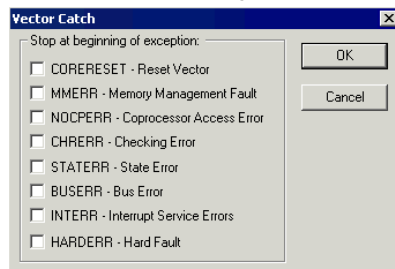 Vector Catch
Stop at beginning of exception:
CORERESET - Reset Vector
MMERR - Memory Management Fault
NOCPERR - Coprocessor Access Error
CHRERR - Checking Error
STATERR - State Error
BUSERR - Bus Error
INTERR - Interrupt Service Errors
HARDERR - Hard Fault
OK
Cancel